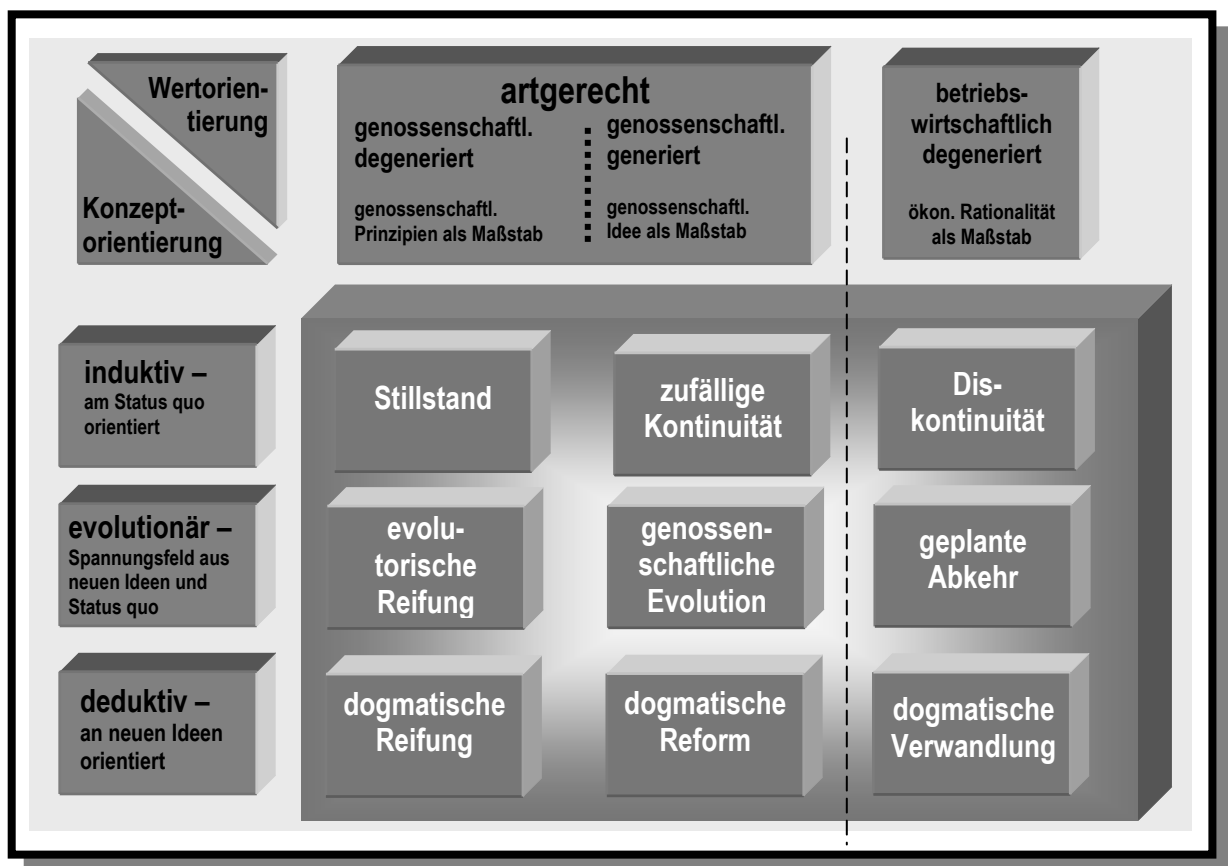 Wertorien-
tierung
Konzept-
orientierung
artgerecht
genossenschaftl.
degeneriert
genossenschaftl.
Prinzipien als Maßstab
genossenschaftl.
generiert
genossenschaftl.
Idee als Maßstab
betriebs-
wirtschaftlich
degeneriert
ökon. Rationalität
als Maßstab
induktiv –
am Status quo
orientiert
Stillstand
zufällige
Kontinuität
Dis-
kontinuität
evolutionär –
Spannungsfeld aus
neuen Ideen und
Status quo
evolu-
torische
Reifung
genossen-
schaftliche
Evolution
geplante
Abkehr
deduktiv –
an neuen Ideen
orientiert
dogmatische
Reifung
dogmatische
Reform
dogmatische
Verwandlung